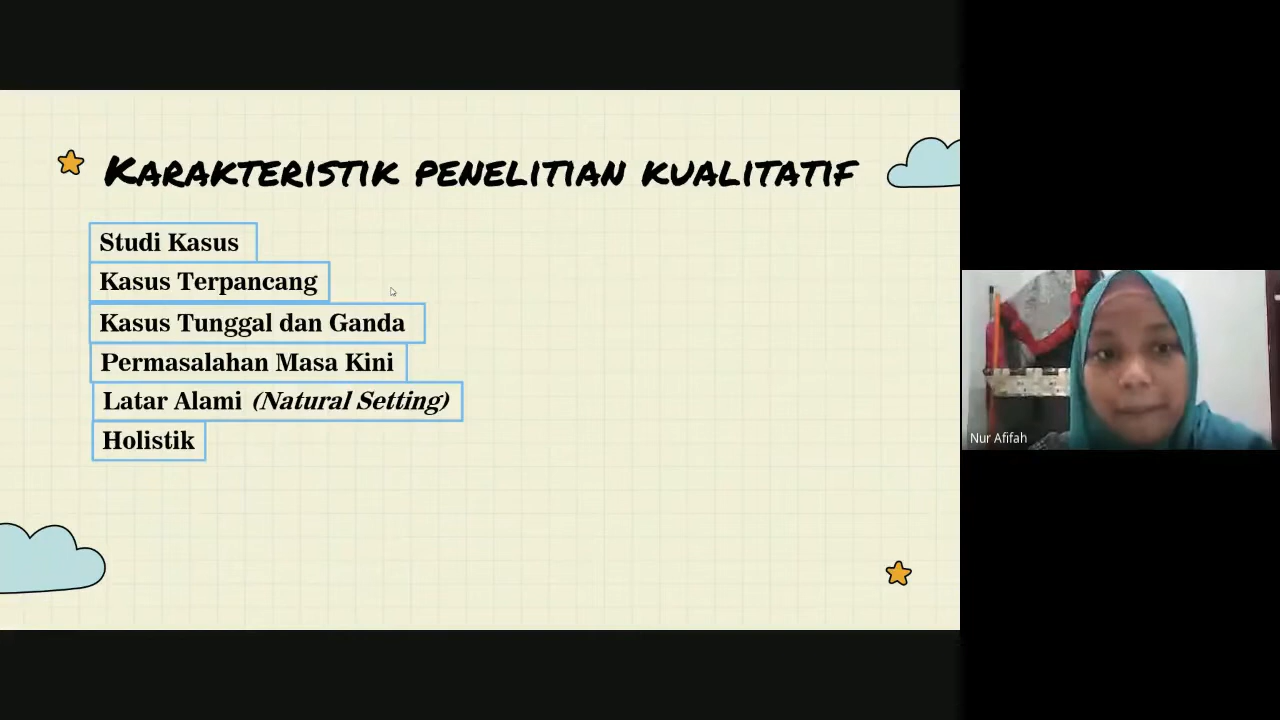 Karakteristik penelitian kualitatif
Studi Kasus
Kasus Terpancang
Kasus Tunggal dan Ganda
Permasalahan Masa Kini
Latar Alami (Natural Setting)
Holistik
Nur Afifah